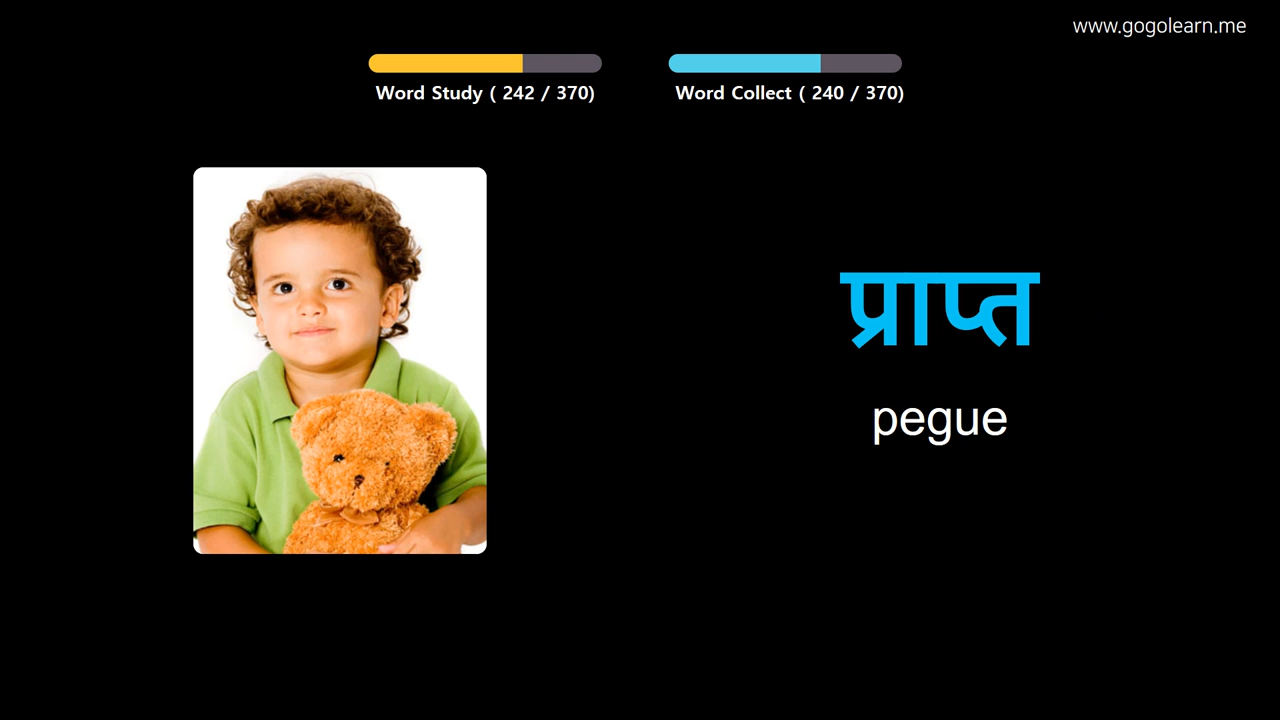 www.gogolearn.me
Word Study ( 242 / 370)
Word Collect ( 240 / 370)
प्राप्त
pegue